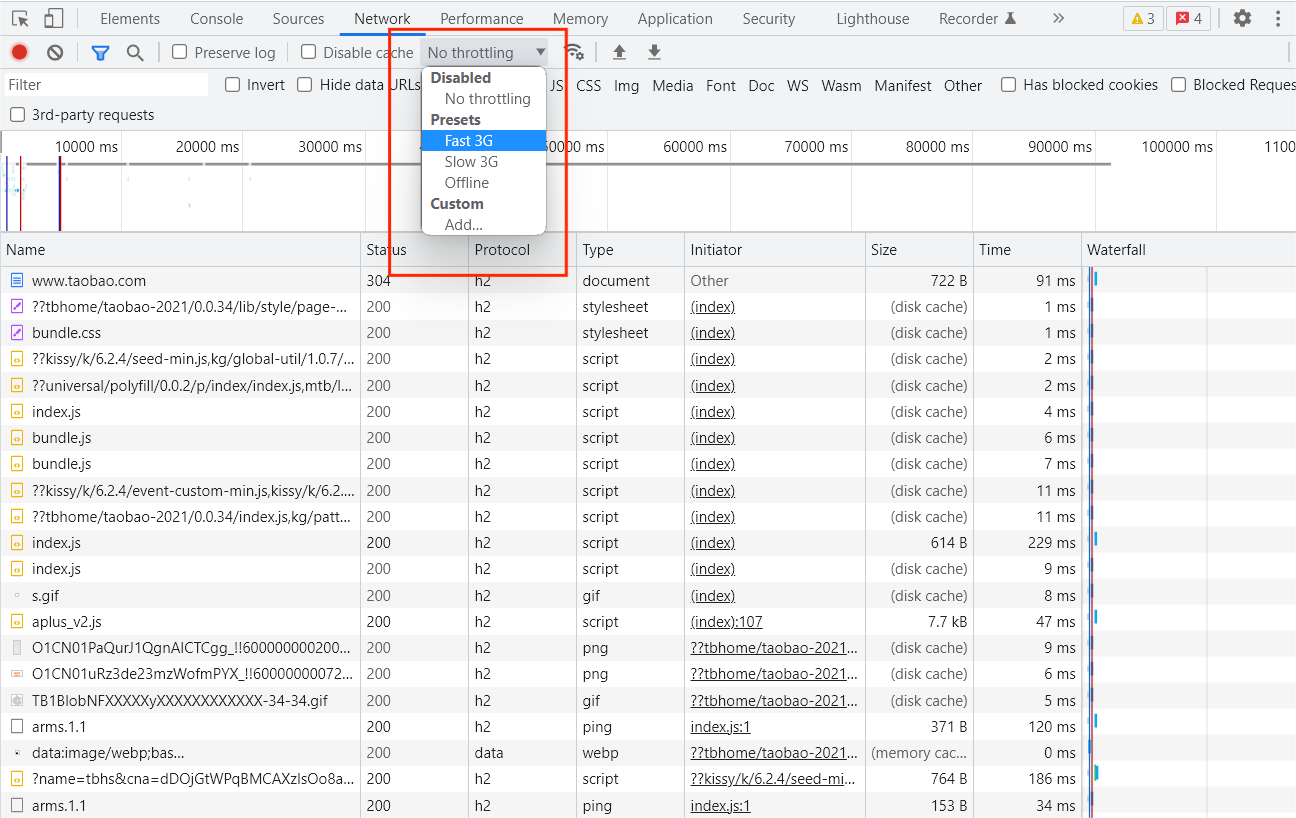 Elements Console Sources Network Performance Memory Application Security Lighthouse Recorder 3 4
Preserve log Disable cache No throttling
Filter Invert Hide data URLs JS CSS Img Media Font Doc WS Wasm Manifest Other Has blocked cookies Blocked Reques
3rd-party requests
Disabled
No throttling
Presets
Fast 3G
Slow 3G
Offline
Custom
Add...
10000 ms 20000 ms 30000 ms 50000 ms 60000 ms 70000 ms 80000 ms 90000 ms 100000 ms 1100
Name Status Protocol Type Initiator Size Time Waterfall
www.taobao.com 304 h2 document Other 722 B 91 ms
??tbhome/taobao-2021/0.0.34/lib/style/page-... 200 h2 stylesheet (index) (disk cache) 1 ms
bundle.css 200 h2 stylesheet (index) (disk cache) 1 ms
??kissy/k/6.2.4/seed-min.js,kg/global-util/1.0.7/... 200 h2 script (index) (disk cache) 2 ms
??universal/polyfill/0.0.2/p/index/index.js,mtb/l... 200 h2 script (index) (disk cache) 2 ms
index.js 200 h2 script (index) (disk cache) 4 ms
bundle.js 200 h2 script (index) (disk cache) 6 ms
bundle.js 200 h2 script (index) (disk cache) 7 ms
??kissy/k/6.2.4/event-custom-min.js,kissy/k/6.2.... 200 h2 script (index) (disk cache) 11 ms
??tbhome/taobao-2021/0.0.34/index.js,kg/patt... 200 h2 script (index) (disk cache) 11 ms
index.js 200 h2 script (index) 614 B 229 ms
index.js 200 h2 script (index) (disk cache) 9 ms
s.gif 200 h2 gif (index) (disk cache) 8 ms
aplus_v2.js 200 h2 script (index):107 7.7 kB 47 ms
O1CN01PaQurJ1QgnAICTCgg_!!600000000200... 200 h2 png ??tbhome/taobao-2021... (disk cache) 9 ms
O1CN01uRz3de23mzWofmPYX_!!60000000072... 200 h2 png ??tbhome/taobao-2021... (disk cache) 6 ms
TB1BlobNFXXXXXyXXXXXXXXXXXX-34-34.gif 200 h2 gif ??tbhome/taobao-2021... (disk cache) 5 ms
arms.1.1 200 h2 ping index.js:1 371 B 120 ms
data:image/webp;bas... 200 data webp ??tbhome/taobao-2021... (memory cac... 0 ms
?name=tbhs&cna=dDOjGtWPqBMCAXzlsOo8a... 200 h2 script ??kissy/k/6.2.4/seed-mi... 764 B 186 ms
arms.1.1 200 h2 ping index.js:1 153 B 34 ms